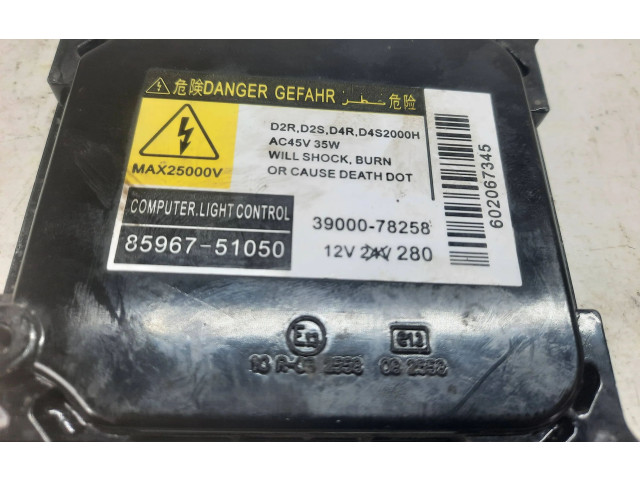 危険DANGER GEFAHR خطر 危险
D2R,D2S,D4R,D4S2000H
AC45V 35W
WILL SHOCK, BURN
OR CAUSE DEATH DOT
MAX25000V
COMPUTER.LIGHT CONTROL
85967-51050
39000-78258
12V 24V 280
602067345